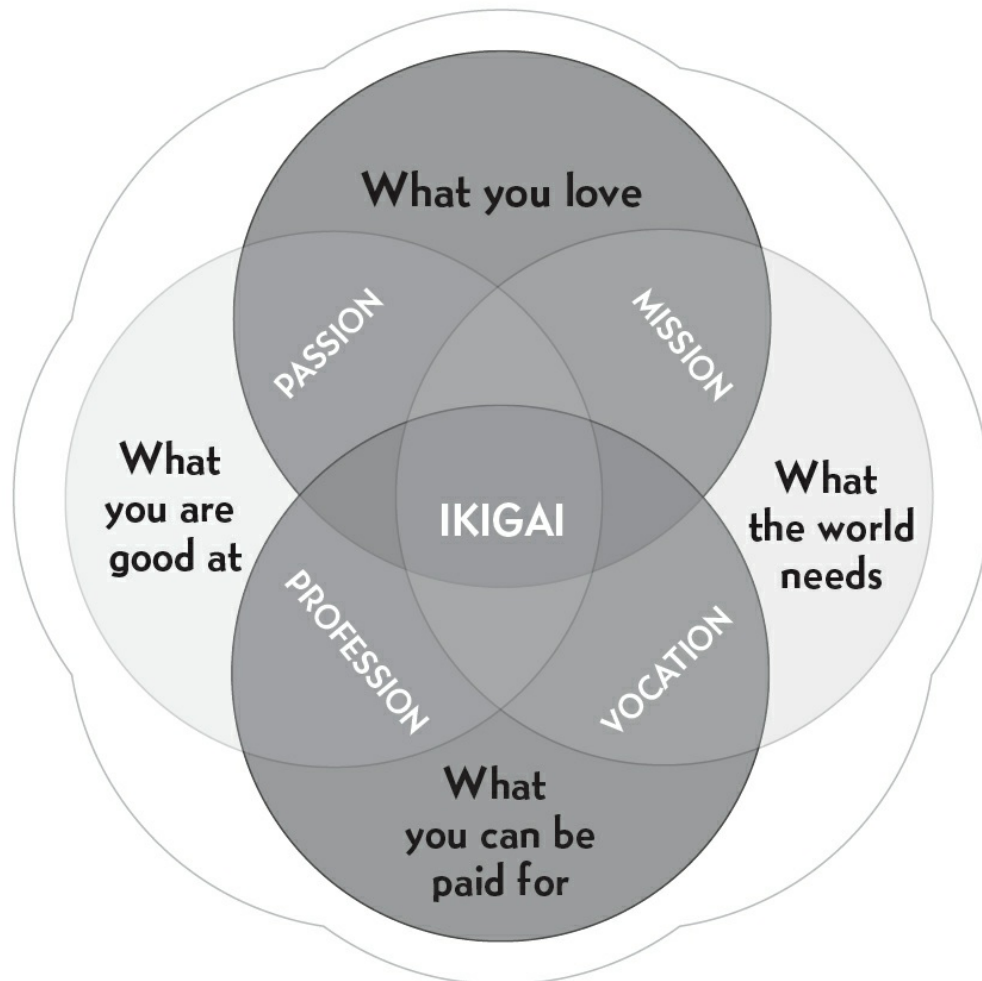 What you love
PASSION
MISSION
What
you are
good at
IKIGAI
What
the world
needs
PROFESSION
VOCATION
What
you can be
paid for